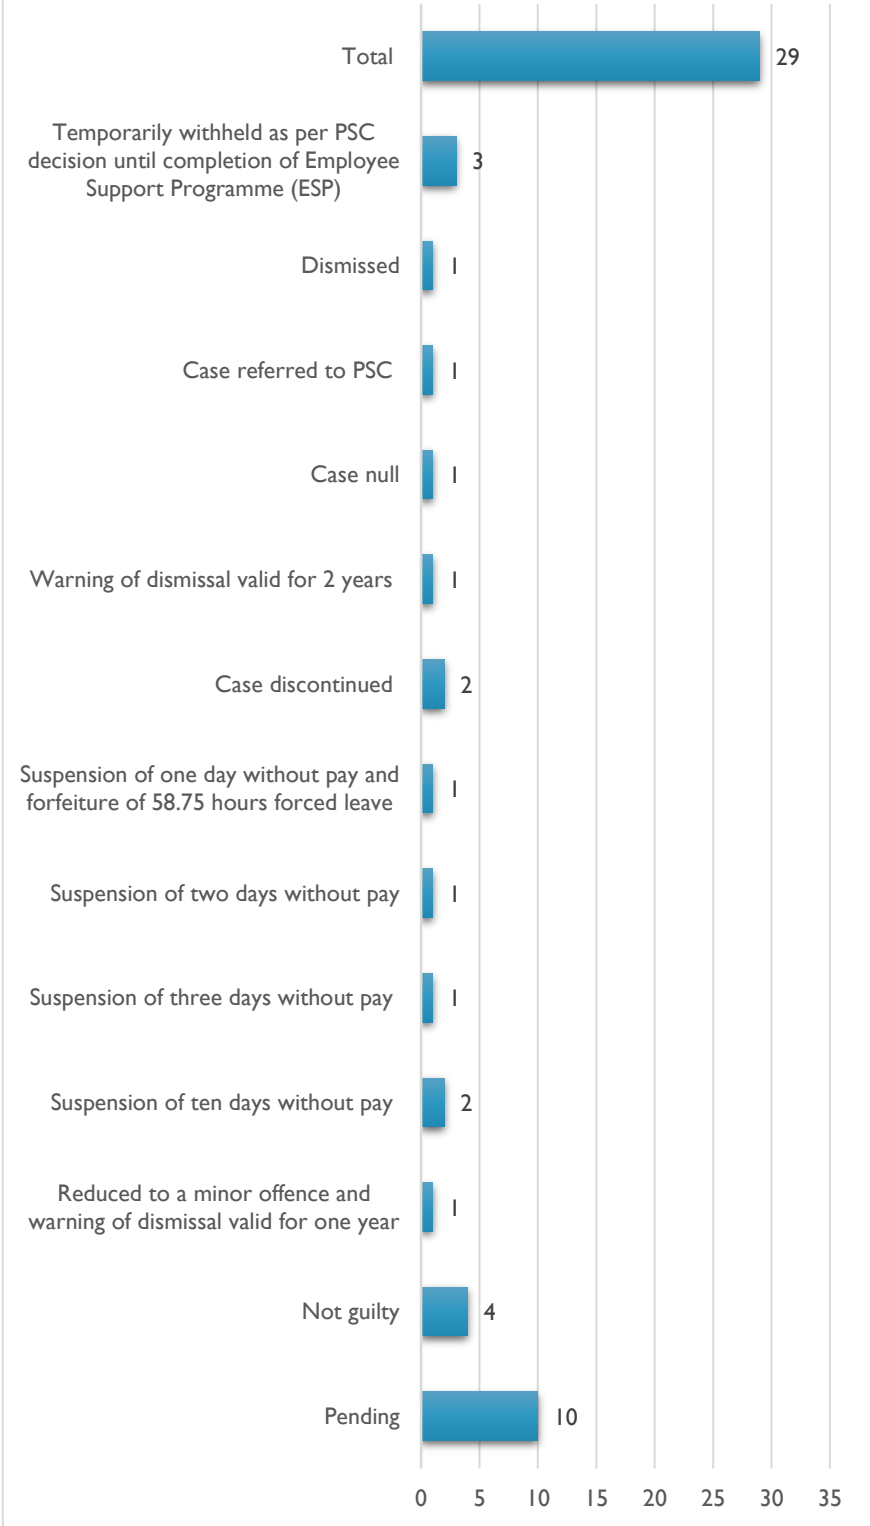 Total
29
Temporarily withheld as per PSC
decision until completion of Employee
Support Programme (ESP)
3
Dismissed
1
Case referred to PSC
1
Case null
1
Warning of dismissal valid for 2 years
1
Case discontinued
2
Suspension of one day without pay and
forfeiture of 58.75 hours forced leave
1
Suspension of two days without pay
1
Suspension of three days without pay
1
Suspension of ten days without pay
2
Reduced to a minor offence and
warning of dismissal valid for one year
1
Not guilty
4
Pending
10
0 5 10 15 20 25 30 35